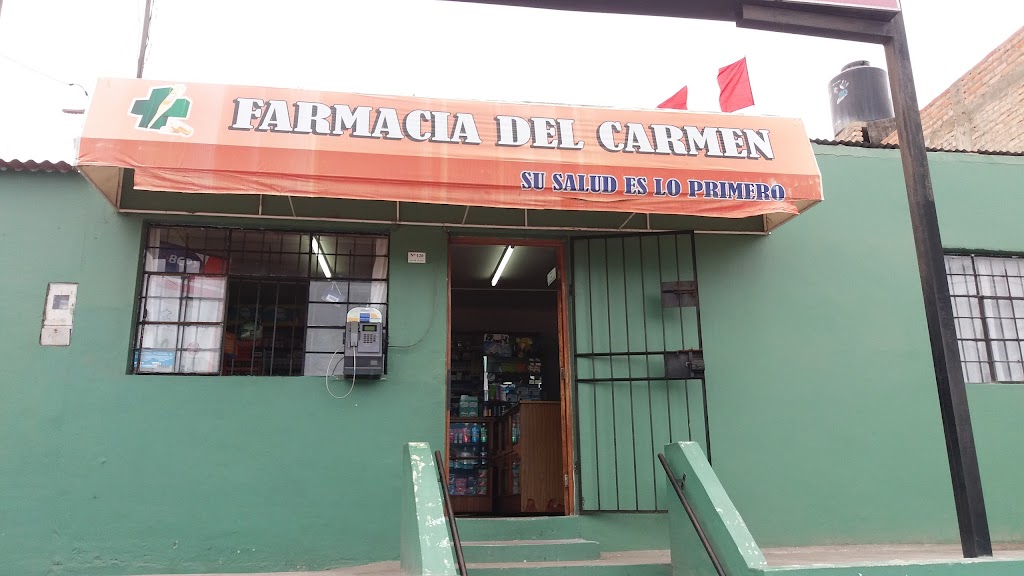 FARMACIA DEL CARMEN
SU SALUD ES LO PRIMERO